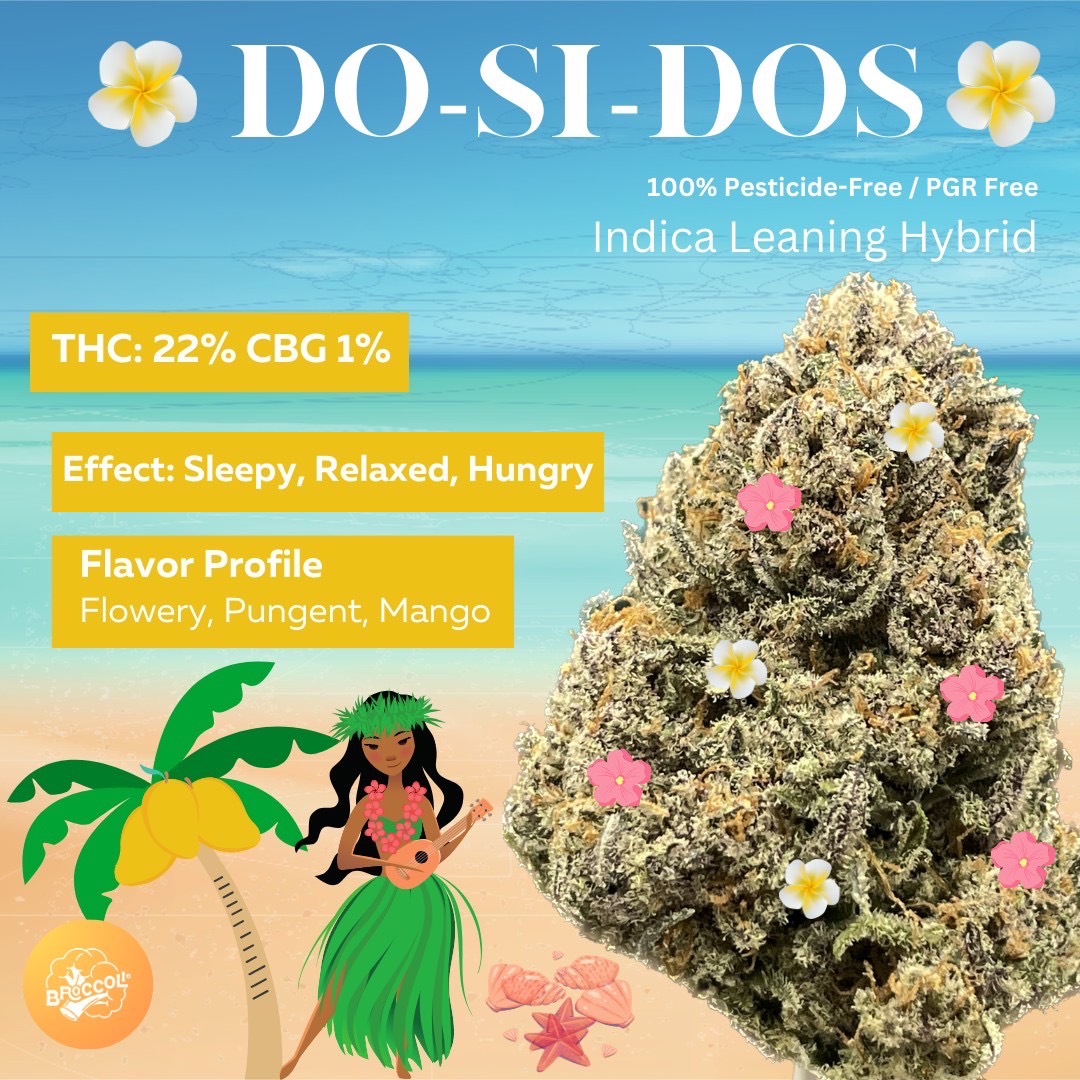 DO-SI-DOS
100% Pesticide-Free / PGR Free
Indica Leaning Hybrid
THC: 22% CBG 1%
Effect: Sleepy, Relaxed, Hungry
Flavor Profile
Flowery, Pungent, Mango
BROCCOLI